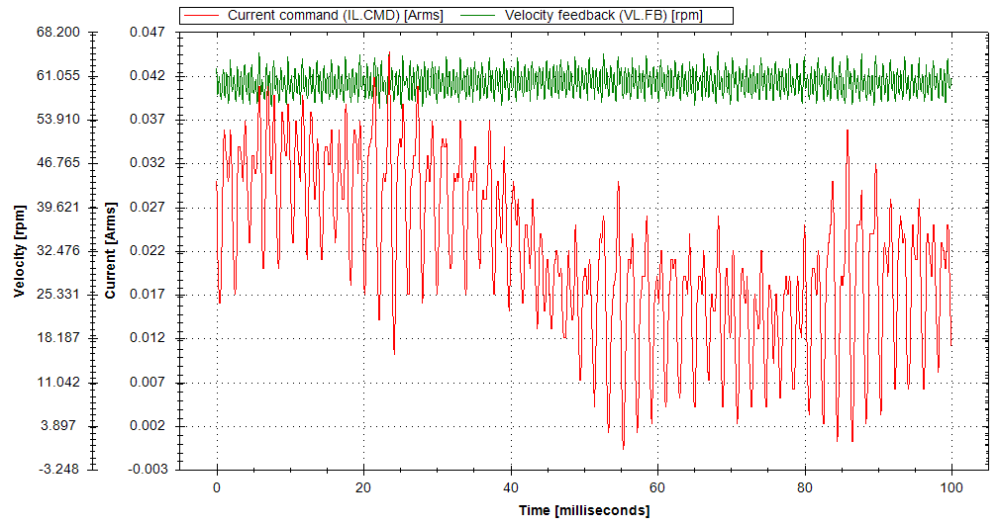 Current command (IL.CMD) [Arms] Velocity feedback (VL.FB) [rpm]
68.200 0.047
61.055 0.042
53.910 0.037
46.765 0.032
39.621 0.027
32.476 0.022
25.331 0.017
18.187 0.012
11.042 0.007
3.897 0.002
-3.248 -0.003
Velocity [rpm]
Current [Arms]
0 20 40 60 80 100
Time [milliseconds]